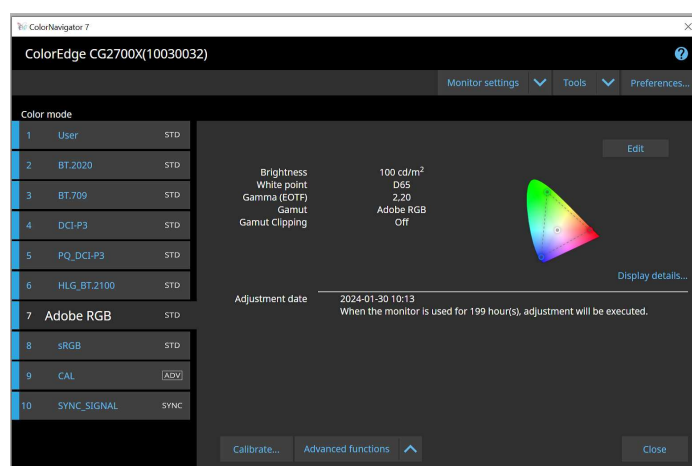 ColorNavigator 7
ColorEdge CG2700X(10030032)
Monitor settings Tools Preferences...
Color mode
1 User STD
2 BT.2020 STD
3 BT.709 STD
4 DCI-P3 STD
5 PQ_DCI-P3 STD
6 HLG_BT.2100 STD
7 Adobe RGB STD
8 sRGB STD
9 CAL ADV
10 SYNC_SIGNAL SYNC
Edit
Brightness 100 cd/m²
White point D65
Gamma (EOTF) 2,20
Gamut Adobe RGB
Gamut Clipping Off
Display details...
Adjustment date 2024-01-30 10:13
When the monitor is used for 199 hour(s), adjustment will be executed.
Calibrate... Advanced functions Close